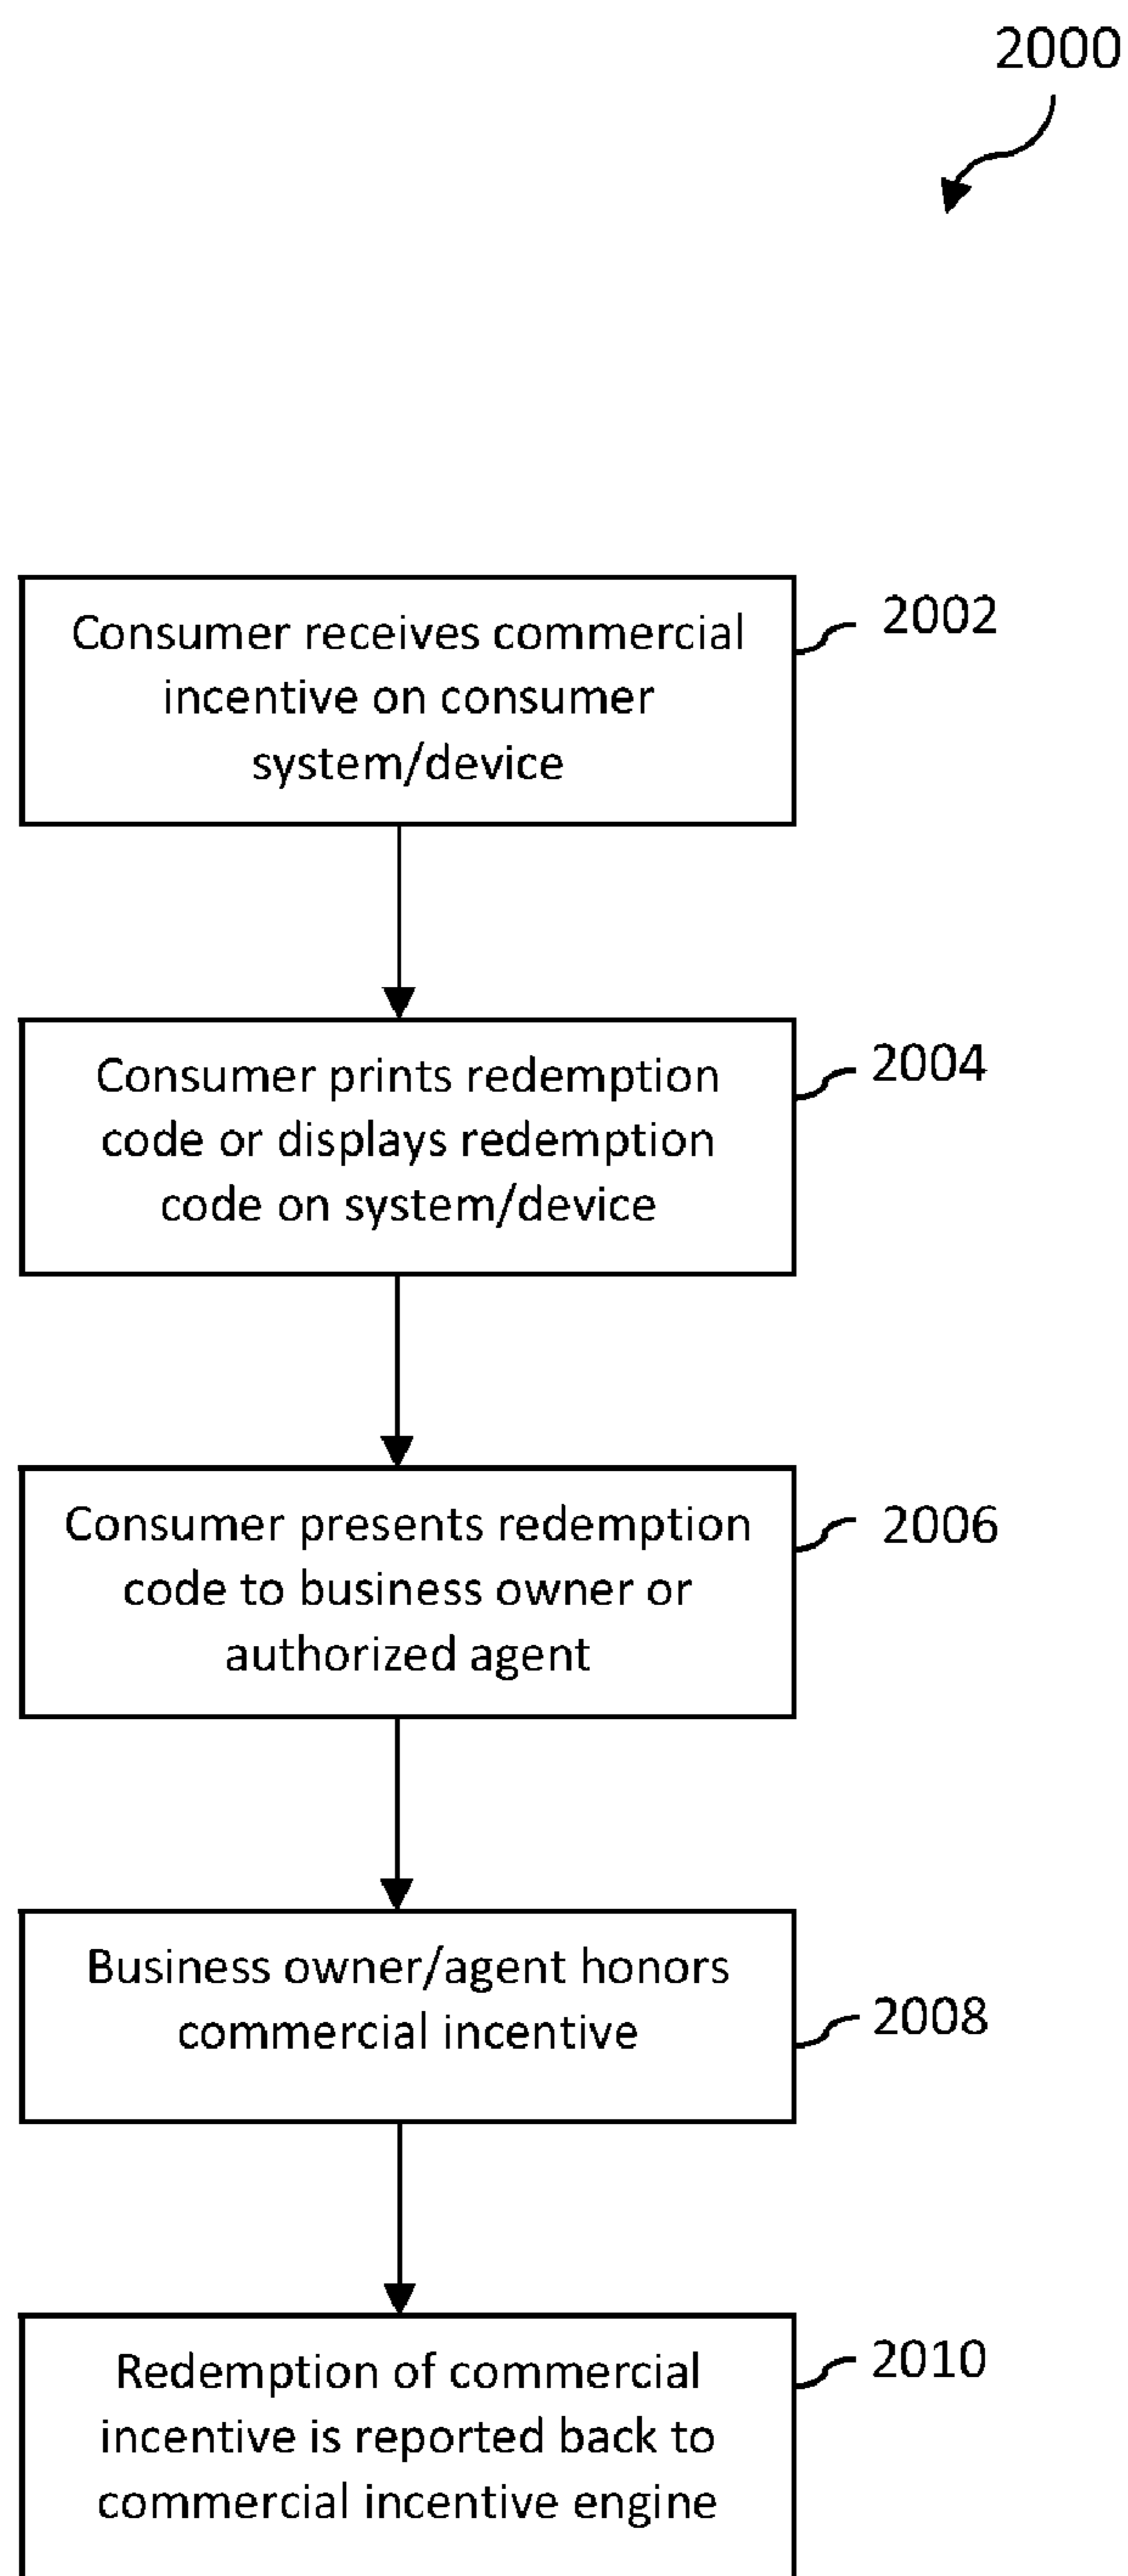 2000
Consumer receives commercial
incentive on consumer
system/device
2002
Consumer prints redemption
code or displays redemption
code on system/device
2004
Consumer presents redemption
code to business owner or
authorized agent
2006
Business owner/agent honors
commercial incentive
2008
Redemption of commercial
incentive is reported back to
commercial incentive engine
2010